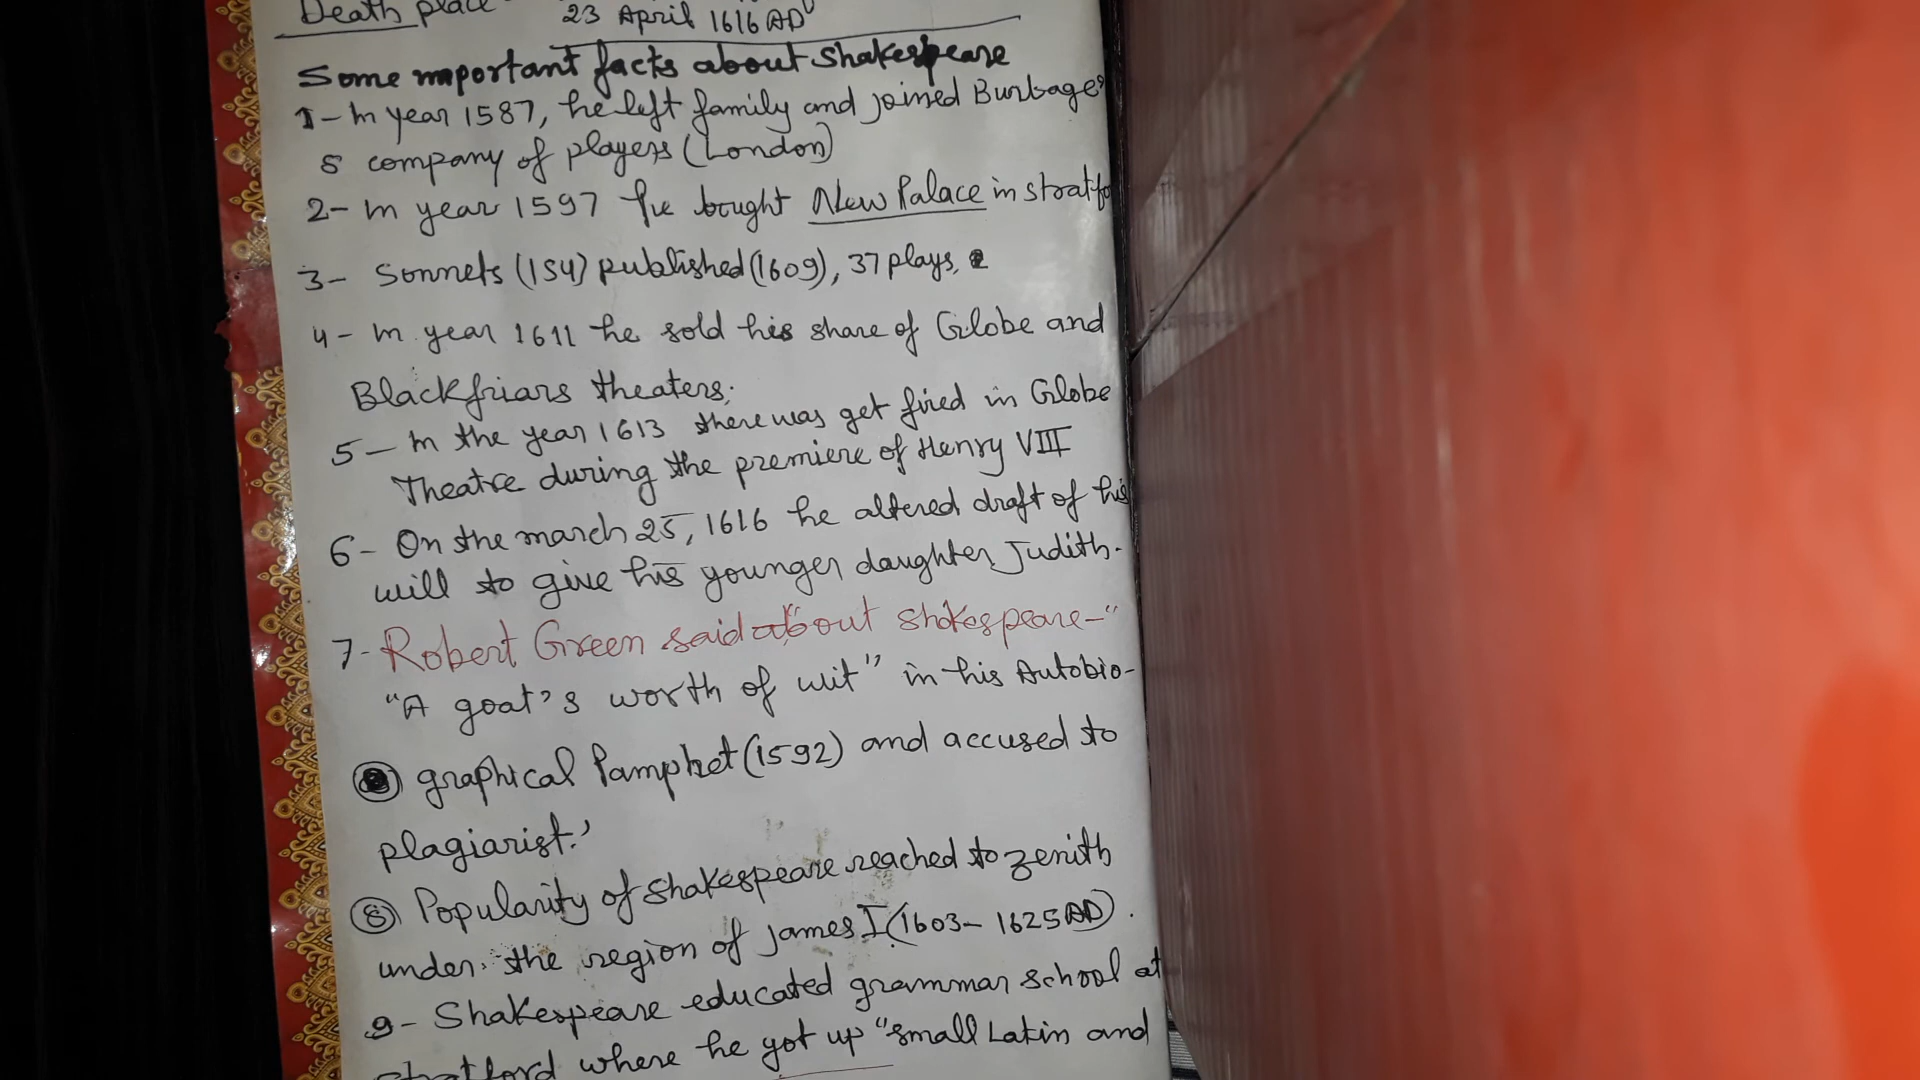 Death place
23 April 1616 AD
Some mportant facts about Shakespeare
1- In year 1587, he left family and joined Burbage's
s company of players (London)
2- In year 1597 he bought New Palace in stratfo
3- Sonnets (154) published (1609), 37 plays,
4- In year 1611 he sold his share of Globe and
Blackfriars theaters.
5- In the year 1613 there was get fired in Globe
Theatre during the premiere of Henry VIII
6- On the march 25, 1616 he altered draft of his
will to give his younger daughter Judith.
7- Robert Green said about shakespeare-"
"A goat's worth of wit" in his Autobio-
graphical Pamphet (1592) and accused to
plagiarist.'
(8) Popularity of Shakespeare reached to zenith
under the region of james I (1603- 1625 AD).
9- Shakespeare educated grammar school at
stratford where he got up "small Latin and